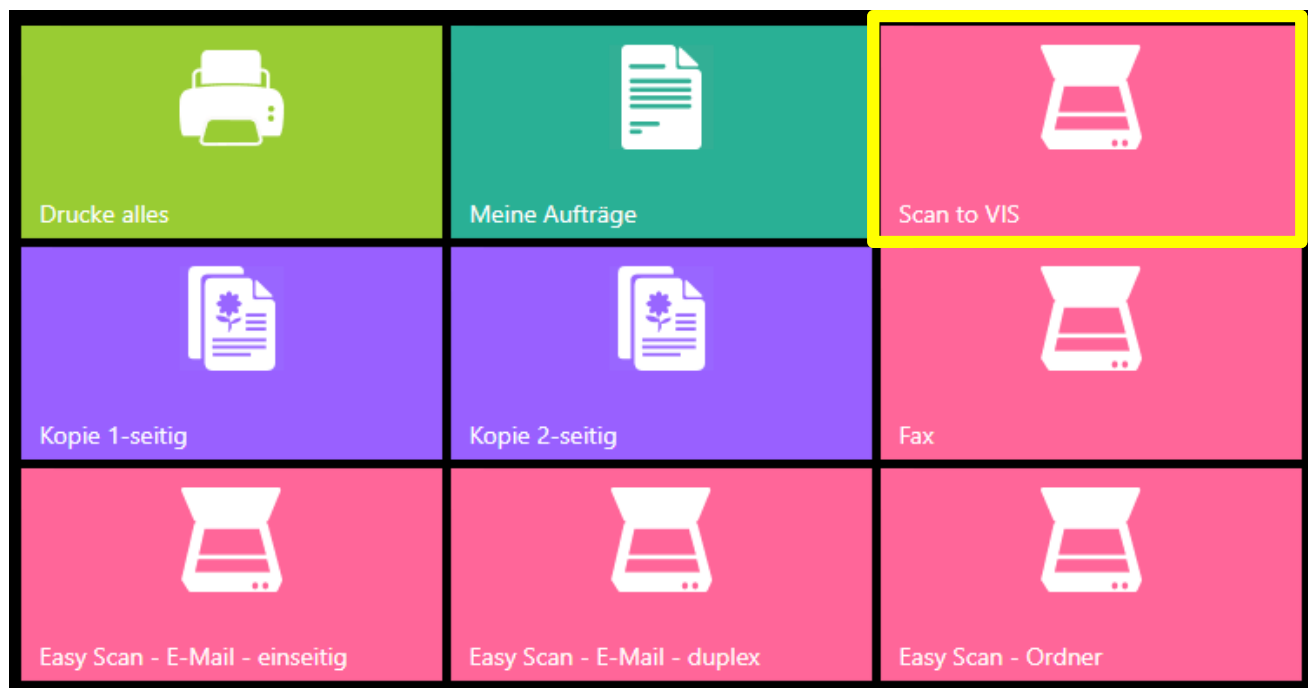 Drucke alles
Meine Aufträge
Scan to VIS
Kopie 1-seitig
Kopie 2-seitig
Fax
Easy Scan - E-Mail - einseitig
Easy Scan - E-Mail - duplex
Easy Scan - Ordner